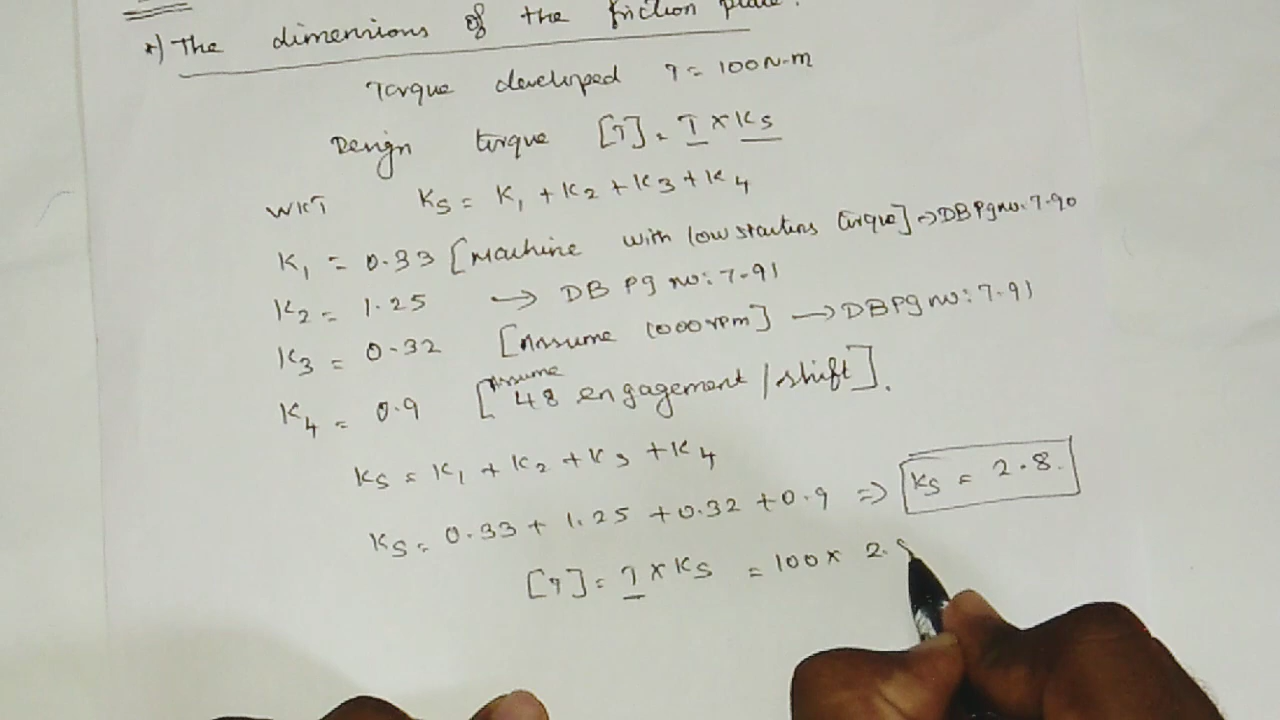 *) The dimensions of the friction plate.
Torque developed T = 100 N-m
Design torque [T] = T × Ks
WKT Ks = K1 + K2 + K3 + K4
K1 = 0.33 [Machine with low starting torque] → DB Pg no: 7.90
K2 = 1.25 → DB Pg no: 7.91
K3 = 0.32 [Assume 1000 rpm] → DB Pg no: 7.91
K4 = 0.9 [Assume 48 engagement / shift].
Ks = K1 + K2 + K3 + K4
Ks = 0.33 + 1.25 + 0.32 + 0.9 => Ks = 2.8.
[T] = T × Ks = 100 × 2.